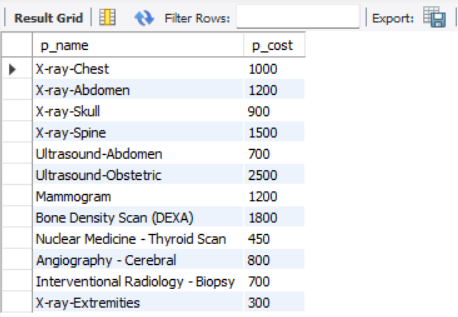 Result Grid Filter Rows: Export:
p_name p_cost
X-ray-Chest 1000
X-ray-Abdomen 1200
X-ray-Skull 900
X-ray-Spine 1500
Ultrasound-Abdomen 700
Ultrasound-Obstetric 2500
Mammogram 1200
Bone Density Scan (DEXA) 1800
Nuclear Medicine - Thyroid Scan 450
Angiography - Cerebral 800
Interventional Radiology - Biopsy 700
X-ray-Extremities 300